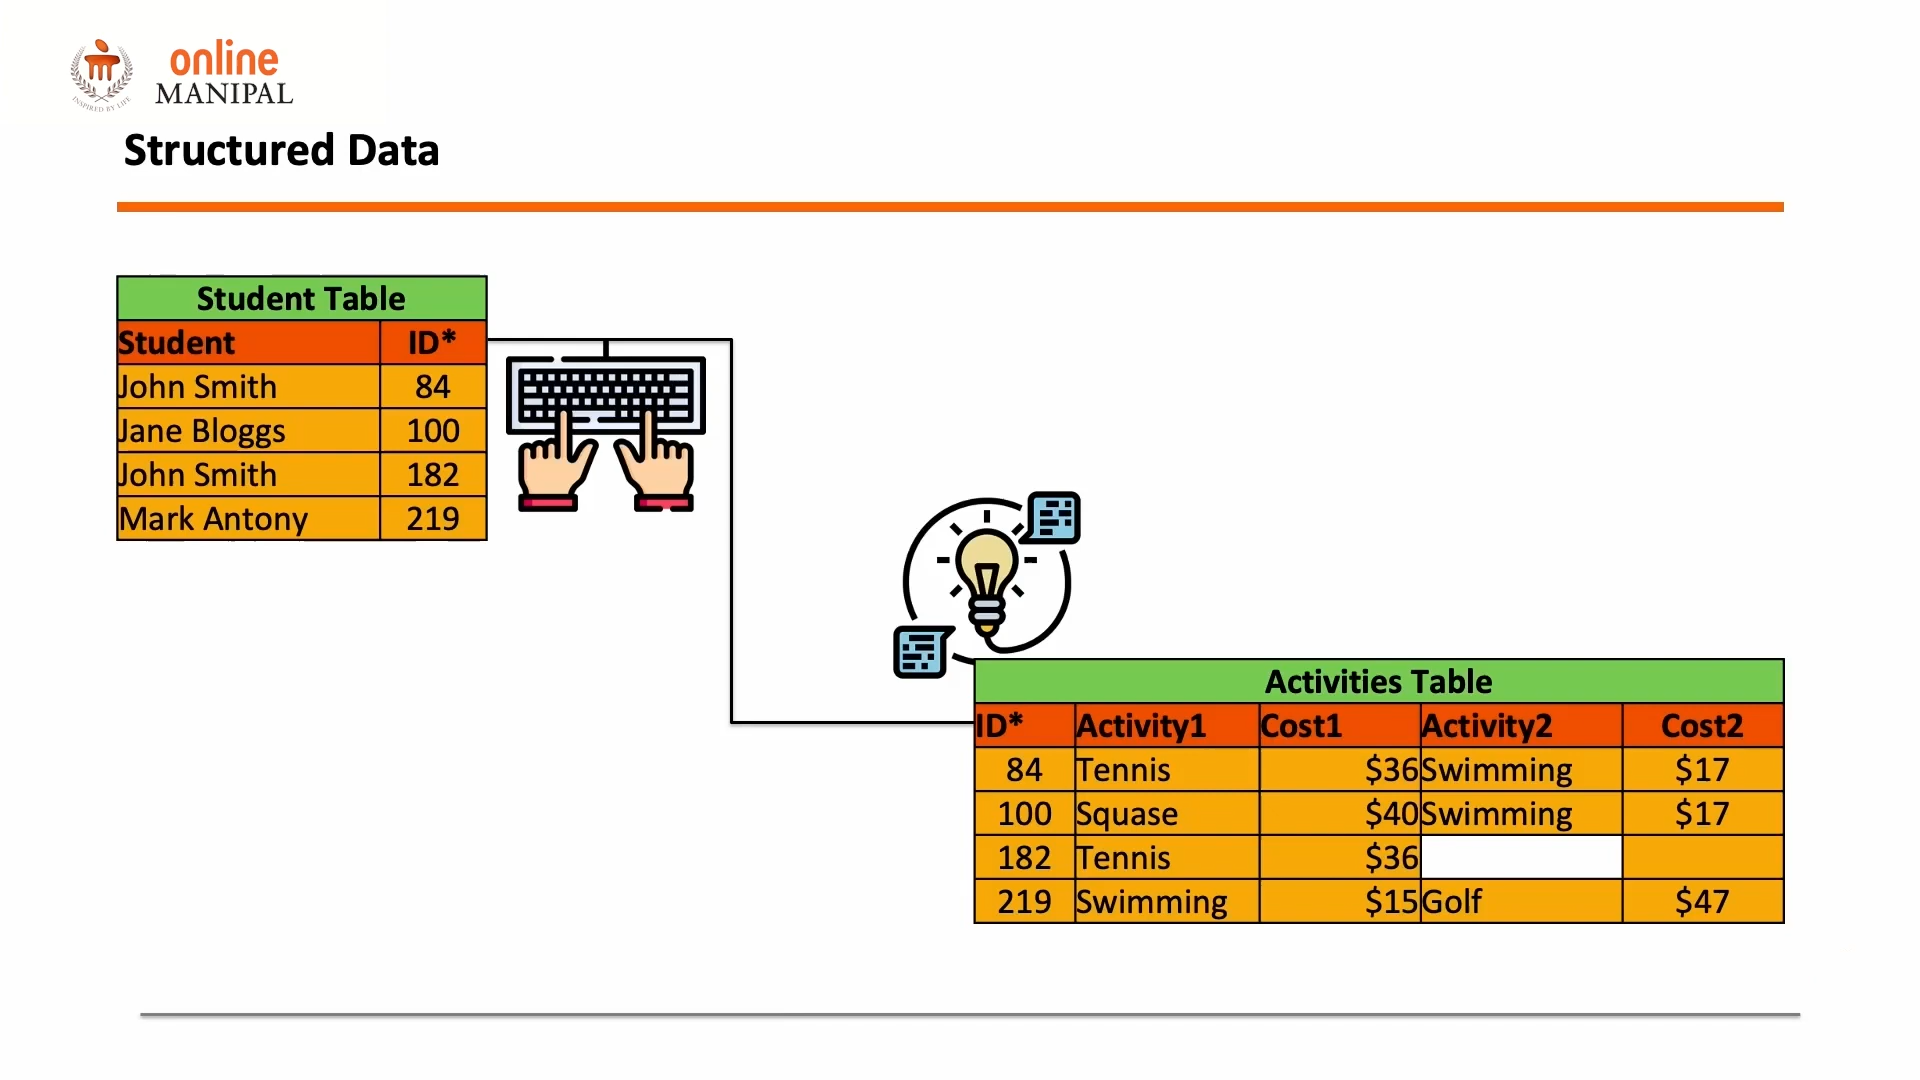 online
MANIPAL
INSPIRED BY LIFE
Structured Data
Student Table
Student ID*
John Smith 84
Jane Bloggs 100
John Smith 182
Mark Antony 219
Activities Table
ID* Activity1 Cost1 Activity2 Cost2
84 Tennis $36 Swimming $17
100 Squase $40 Swimming $17
182 Tennis $36
219 Swimming $15 Golf $47